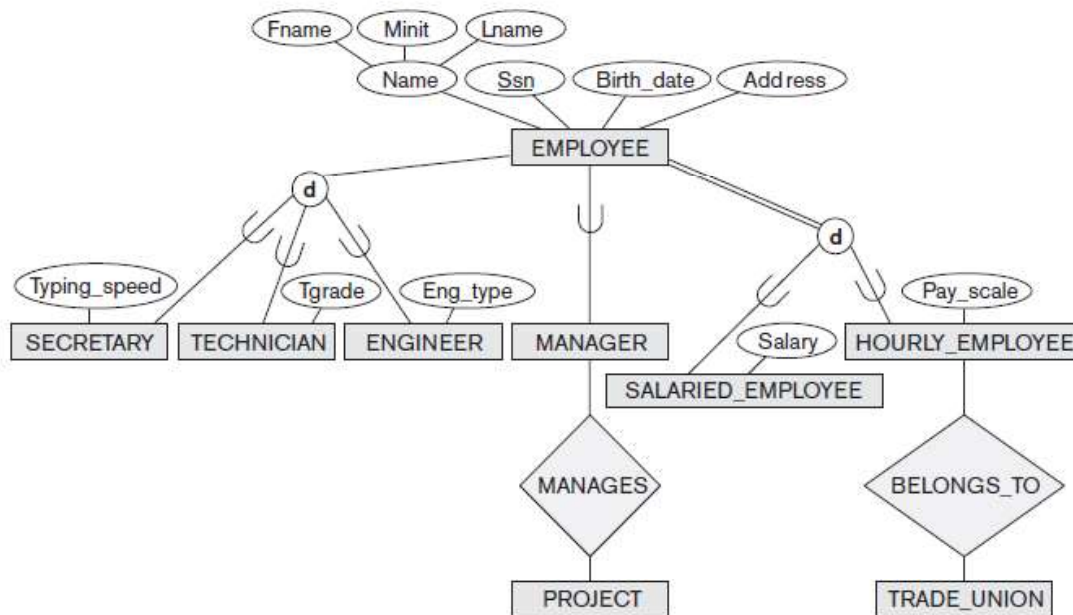 Fname Minit Lname
Name Ssn Birth_date Address
EMPLOYEE
d
d
Typing_speed Tgrade Eng_type Pay_scale
SECRETARY TECHNICIAN ENGINEER MANAGER Salary HOURLY_EMPLOYEE
SALARIED_EMPLOYEE
MANAGES BELONGS_TO
PROJECT TRADE_UNION